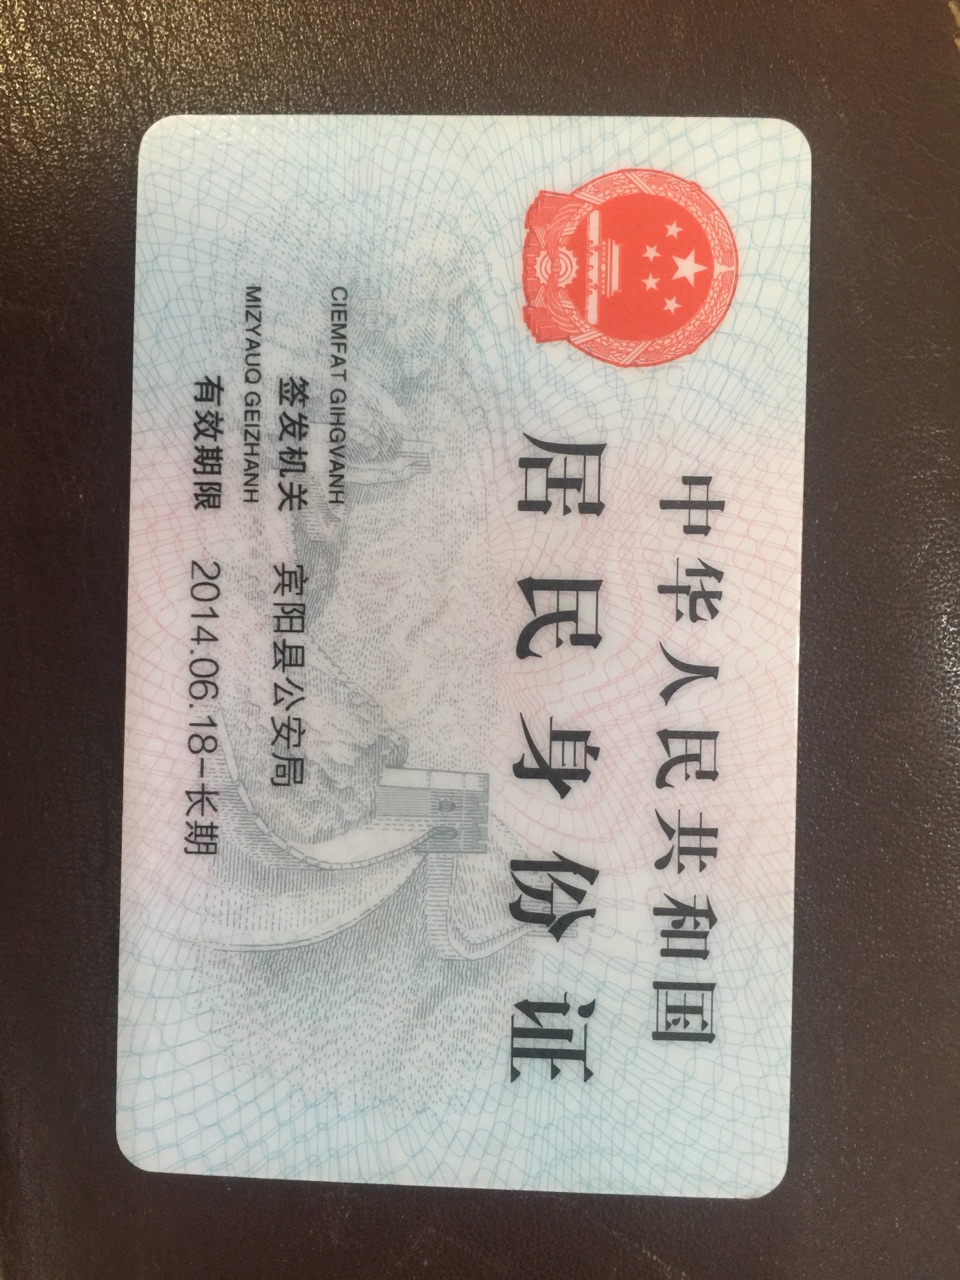 中华人民共和国
居民身份证
CIEMFAT GIHGVANH
签发机关 宾阳县公安局
MIZYAUQ GEIZHANH
有效期限 2014.06.18-长期